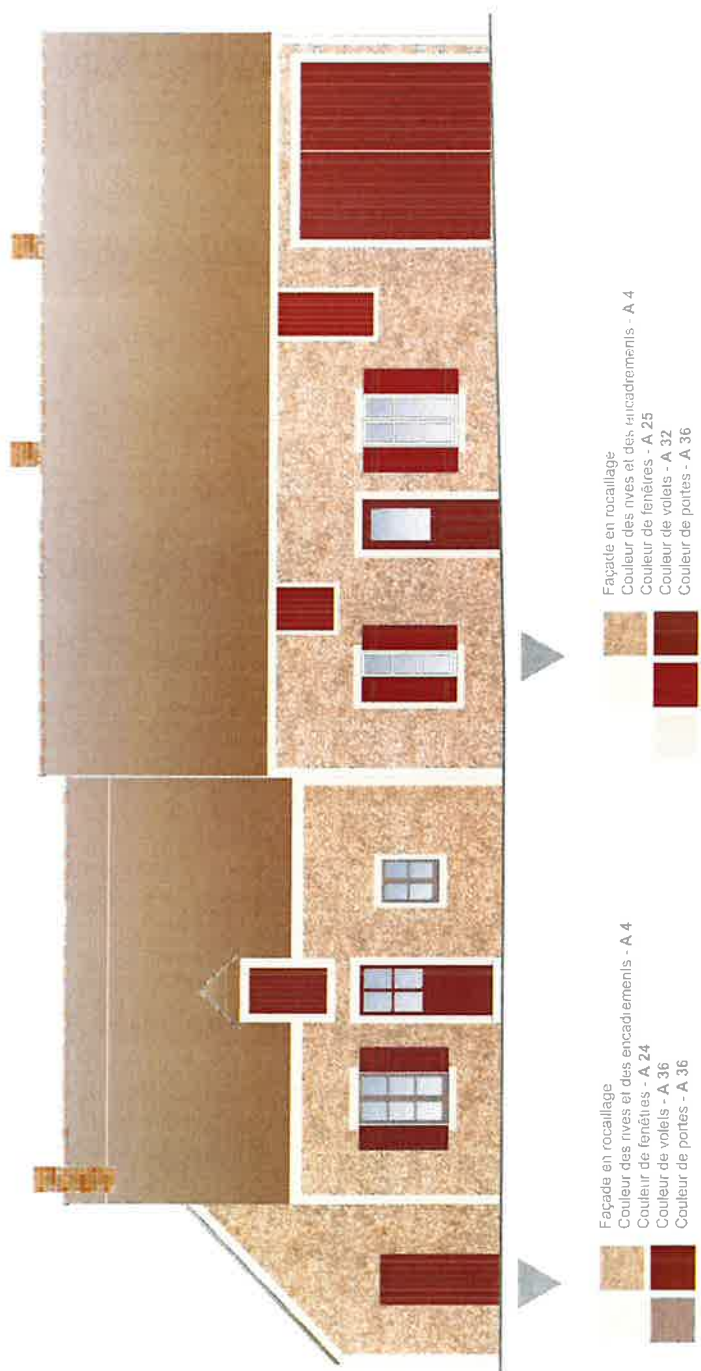 Façade en rocaillage
Couleur des rives et des encadrements - A 4
Couleur de fenêtres - A 24
Couleur de volets - A 36
Couleur de portes - A 36
Façade en rocaillage
Couleur des rives et des encadrements - A 4
Couleur de fenêtres - A 25
Couleur de volets - A 32
Couleur de portes - A 36